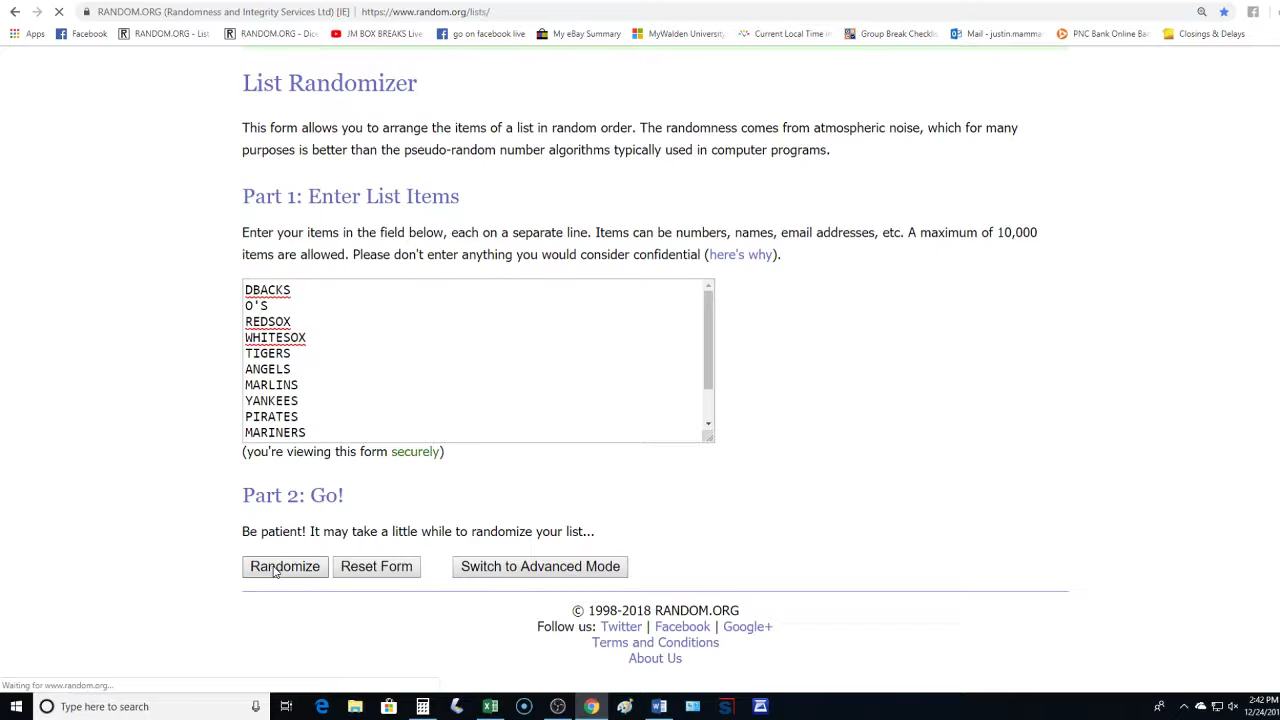 RANDOM.ORG (Randomness and Integrity Services Ltd) [IE] https://www.random.org/lists/
Apps Facebook RANDOM.ORG - List RANDOM.ORG - Dice JM BOX BREAKS Live go on facebook live My eBay Summary MyWalden Universit Current Local Time in Group Break Checklis Mail - justin.mamma PNC Bank Online Ba Closings & Delays
List Randomizer
This form allows you to arrange the items of a list in random order. The randomness comes from atmospheric noise, which for many
purposes is better than the pseudo-random number algorithms typically used in computer programs.
Part 1: Enter List Items
Enter your items in the field below, each on a separate line. Items can be numbers, names, email addresses, etc. A maximum of 10,000
items are allowed. Please don't enter anything you would consider confidential (here's why).
DBACKS
O'S
REDSOX
WHITESOX
TIGERS
ANGELS
MARLINS
YANKEES
PIRATES
MARINERS
(you're viewing this form securely)
Part 2: Go!
Be patient! It may take a little while to randomize your list...
Randomize Reset Form Switch to Advanced Mode
© 1998-2018 RANDOM.ORG
Follow us: Twitter | Facebook | Google+
Terms and Conditions
About Us
Waiting for www.random.org...
Type here to search
2:42 PM
12/24/201